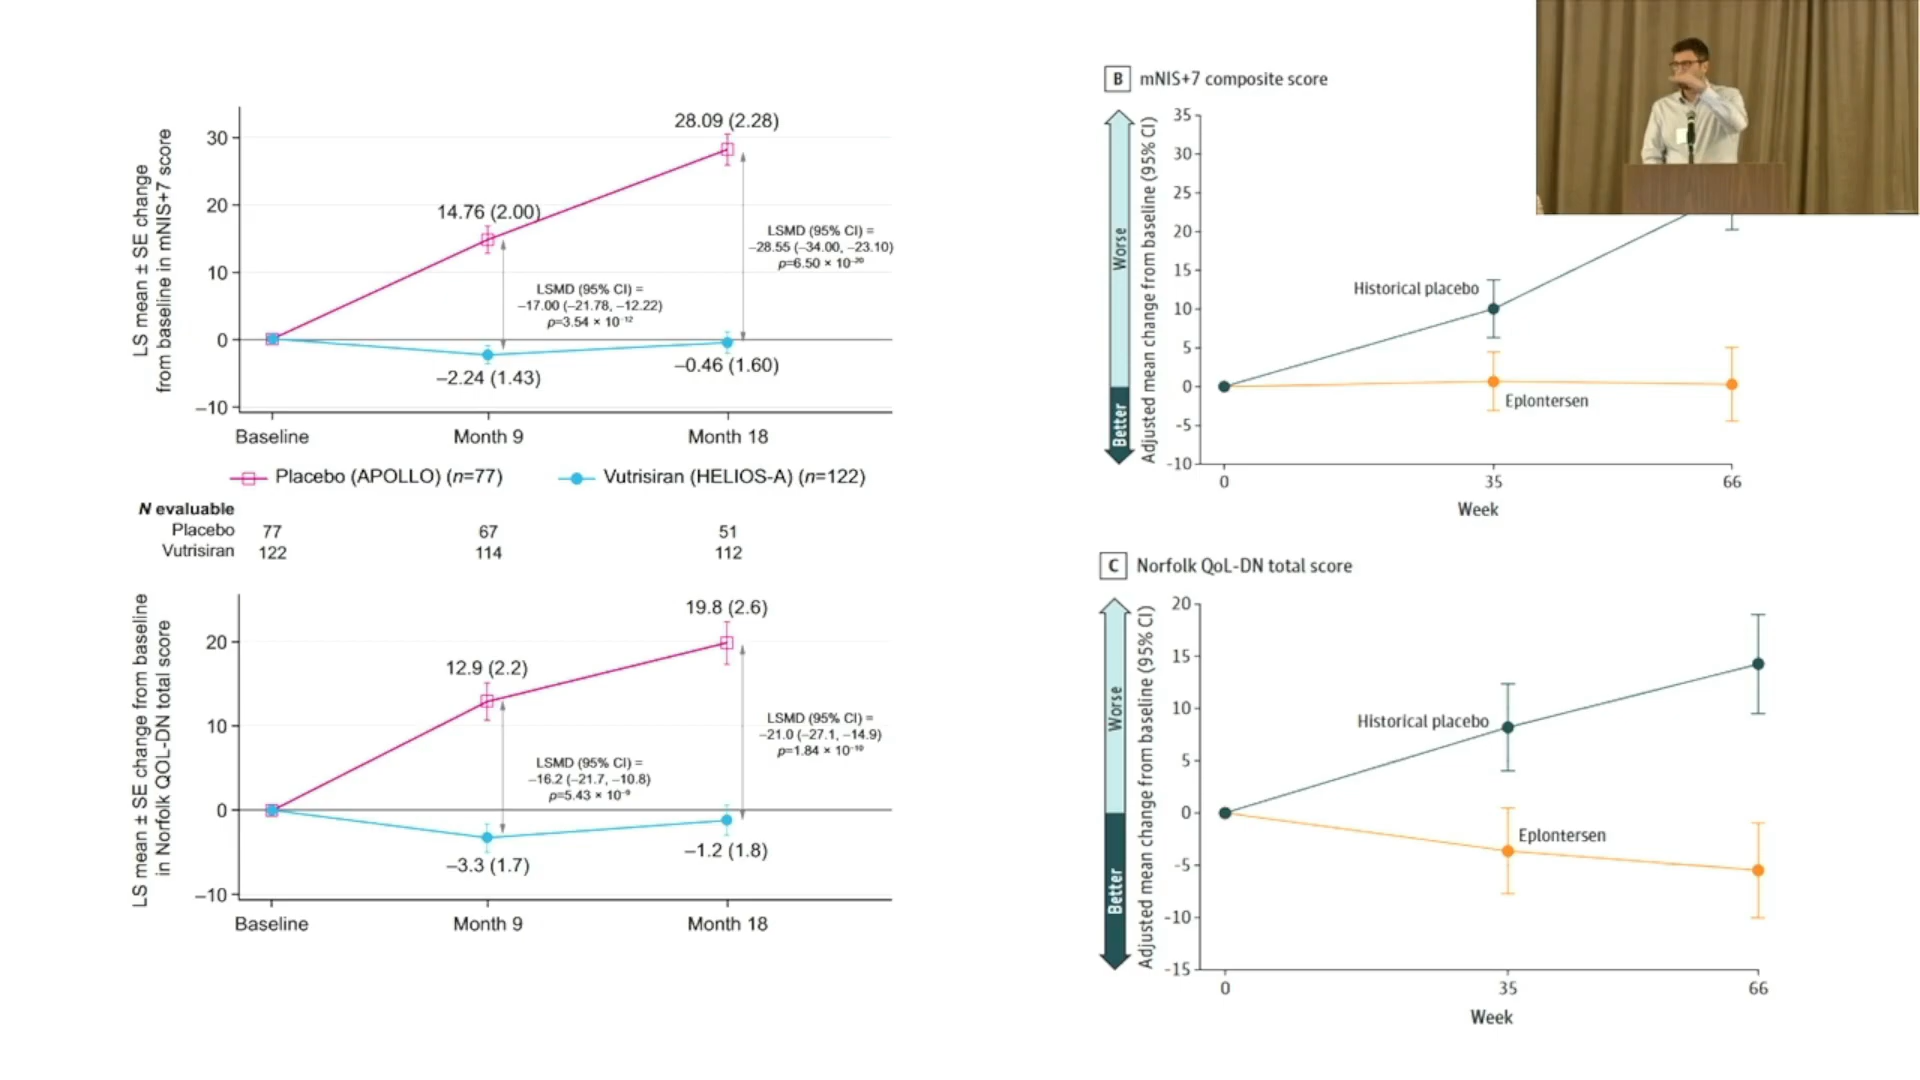 LS mean ± SE change
from baseline in mNIS+7 score
30
20
10
0
–10
28.09 (2.28)
14.76 (2.00)
LSMD (95% CI) =
–28.55 (–34.00, –23.10)
p=6.50 × 10⁻²⁰
LSMD (95% CI) =
–17.00 (–21.78, –12.22)
p=3.54 × 10⁻¹²
–2.24 (1.43)
–0.46 (1.60)
Baseline
Month 9
Month 18
Placebo (APOLLO) (n=77)
Vutrisiran (HELIOS-A) (n=122)
N evaluable
Placebo 77 67 51
Vutrisiran 122 114 112
LS mean ± SE change from baseline
in Norfolk QOL-DN total score
20
10
0
–10
19.8 (2.6)
12.9 (2.2)
LSMD (95% CI) =
–21.0 (–27.1, –14.9)
p=1.84 × 10⁻¹⁰
LSMD (95% CI) =
–16.2 (–21.7, –10.8)
p=5.43 × 10⁻⁹
–3.3 (1.7)
–1.2 (1.8)
Baseline
Month 9
Month 18
B mNIS+7 composite score
Worse
Better
Adjusted mean change from baseline (95% CI)
35
30
25
20
15
10
5
0
-5
-10
Historical placebo
Eplontersen
0
35
66
Week
C Norfolk QoL-DN total score
Worse
Better
Adjusted mean change from baseline (95% CI)
20
15
10
5
0
-5
-10
-15
Historical placebo
Eplontersen
0
35
66
Week